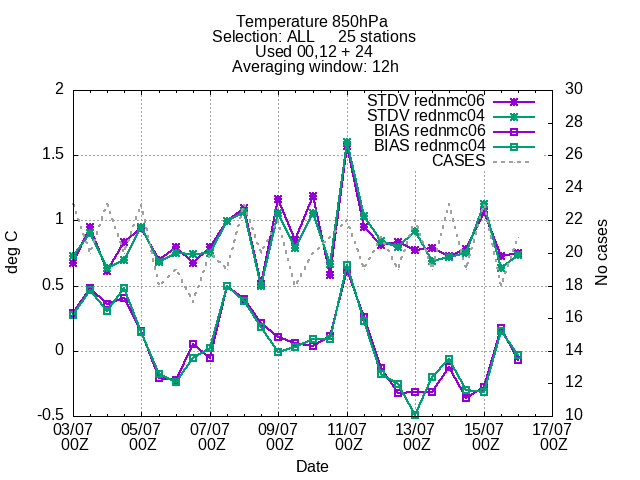 Temperature 850hPa
Selection: ALL 25 stations
Used 00,12 + 24
Averaging window: 12h
STDV rednmc06
STDV rednmc04
BIAS rednmc06
BIAS rednmc04
CASES
2
1.5
1
0.5
0
-0.5
deg C
30
28
26
24
22
20
18
16
14
12
10
No cases
03/07 05/07 07/07 09/07 11/07 13/07 15/07 17/07
00Z 00Z 00Z 00Z 00Z 00Z 00Z 00Z
Date